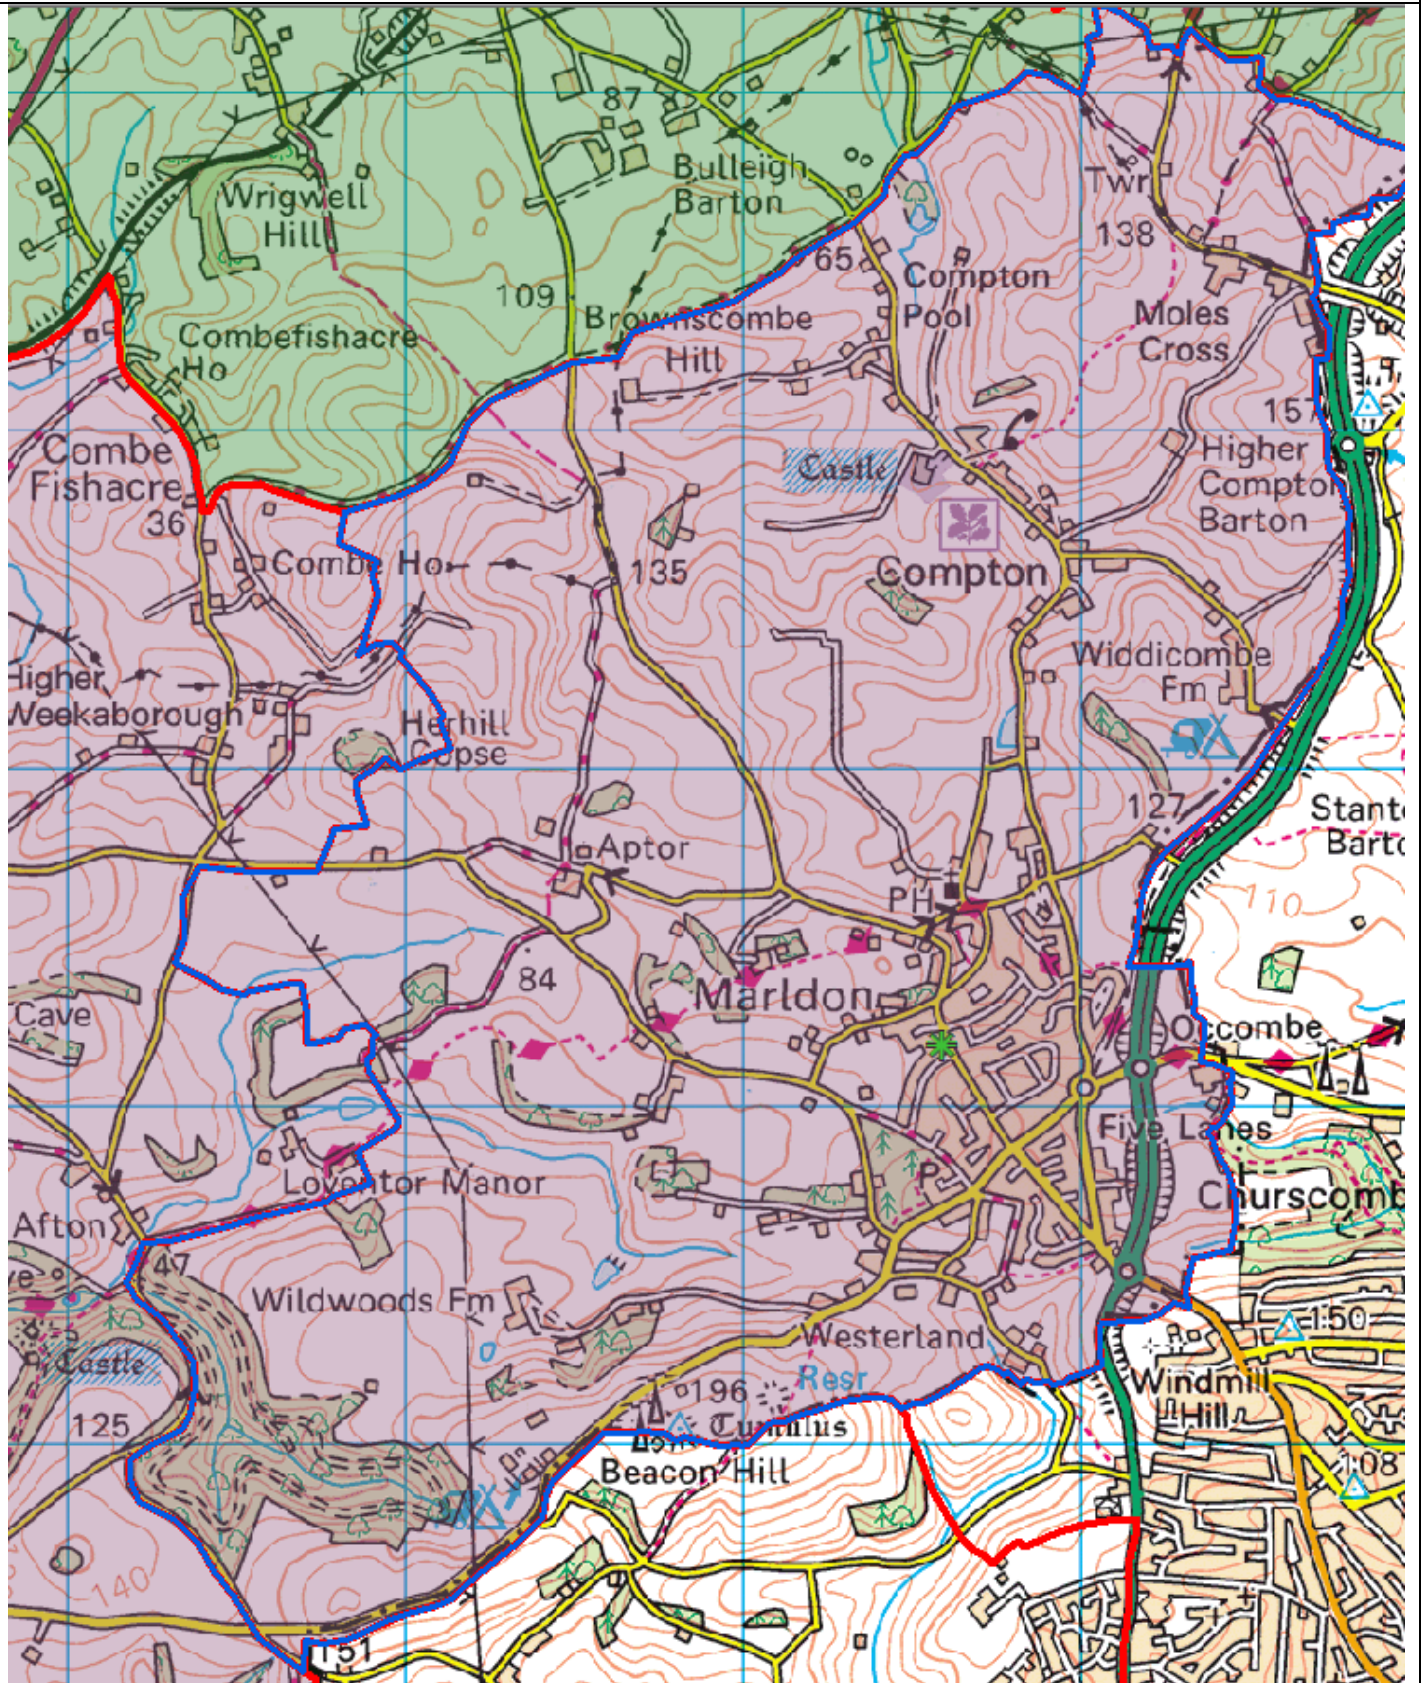 87
Bulleigh
Barton
Wrigwell
Hill
Twr
138
65
Compton
Pool
109
Brownscombe
Hill
Moles
Cross
Combefishacre
Ho
157
Combe
Fishacre
36
Castle
Higher
Compton
Barton
Combe Ho
135
Compton
Widdicombe
Fm
Higher
Weekaborough
Herhill
Copse
127
Stant
Barto
Aptor
PH
110
84
Marldon
Cave
Occombe
Five Lanes
Loventor Manor
P
Churscomb
Afton
47
ve
Wildwoods Fm
150
Castle
Westerland
Resr
196
Tumulus
Windmill
Hill
125
Beacon Hill
108
140
151